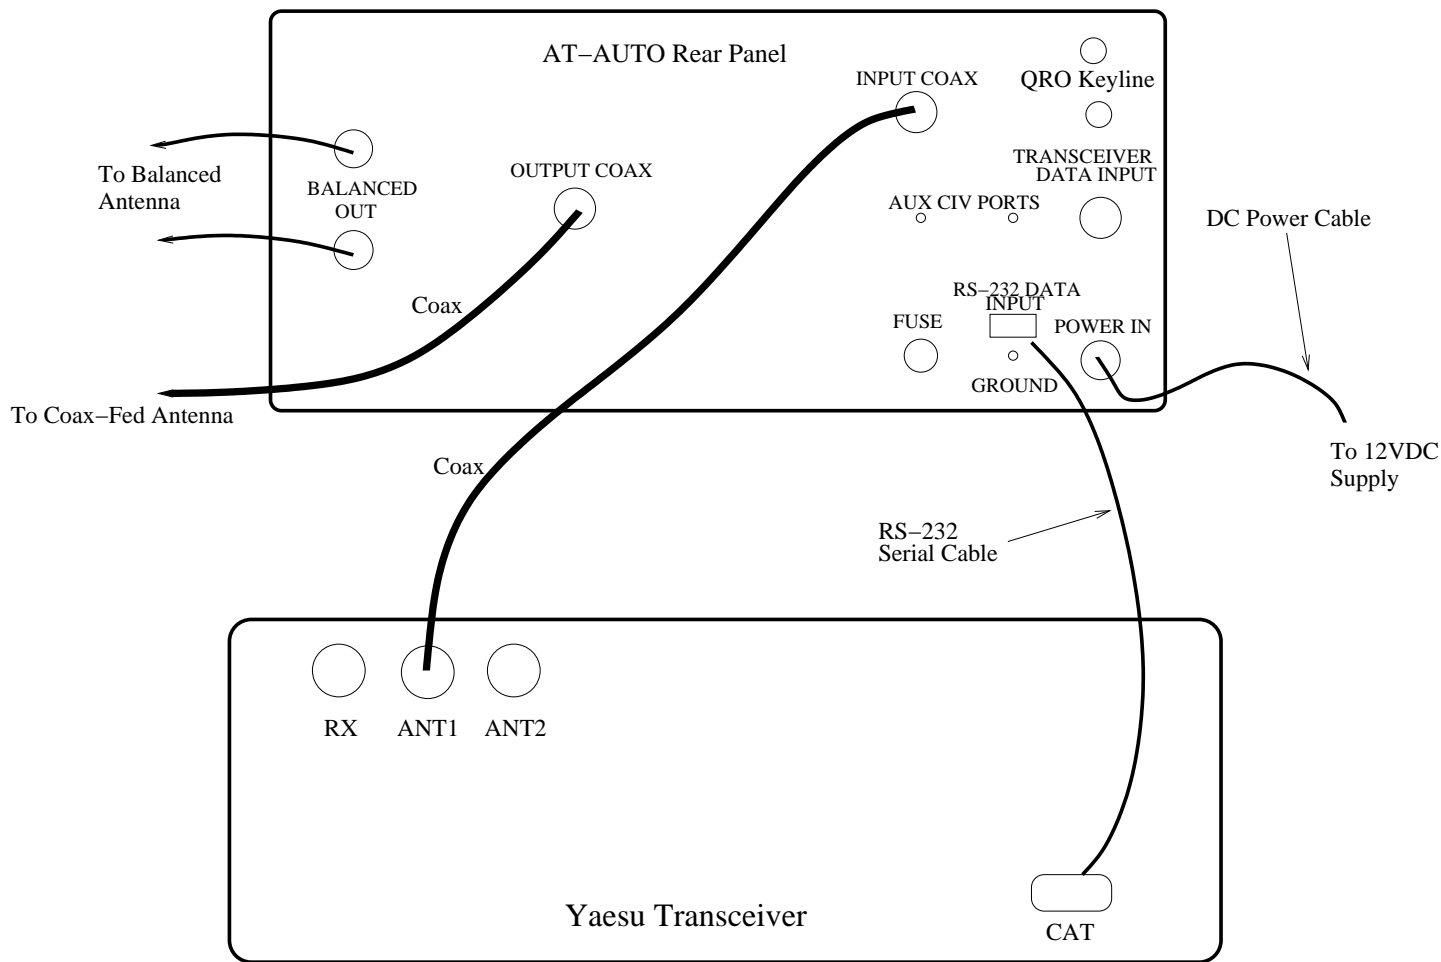 AT−AUTO Rear Panel
INPUT COAX
QRO Keyline
TRANSCEIVER
DATA INPUT
To Balanced
Antenna
BALANCED
OUT
OUTPUT COAX
AUX CIV PORTS
DC Power Cable
Coax
RS−232 DATA
INPUT
FUSE
POWER IN
GROUND
To Coax−Fed Antenna
To 12VDC
Supply
Coax
RS−232
Serial Cable
RX
ANT1
ANT2
Yaesu Transceiver
CAT